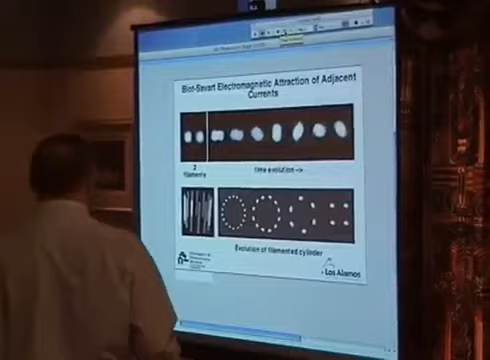 Biot-Savart Electromagnetic Attraction of Adjacent
Currents
2
filaments
time evolution -->
Evolution of filamented cylinder
Los Alamos